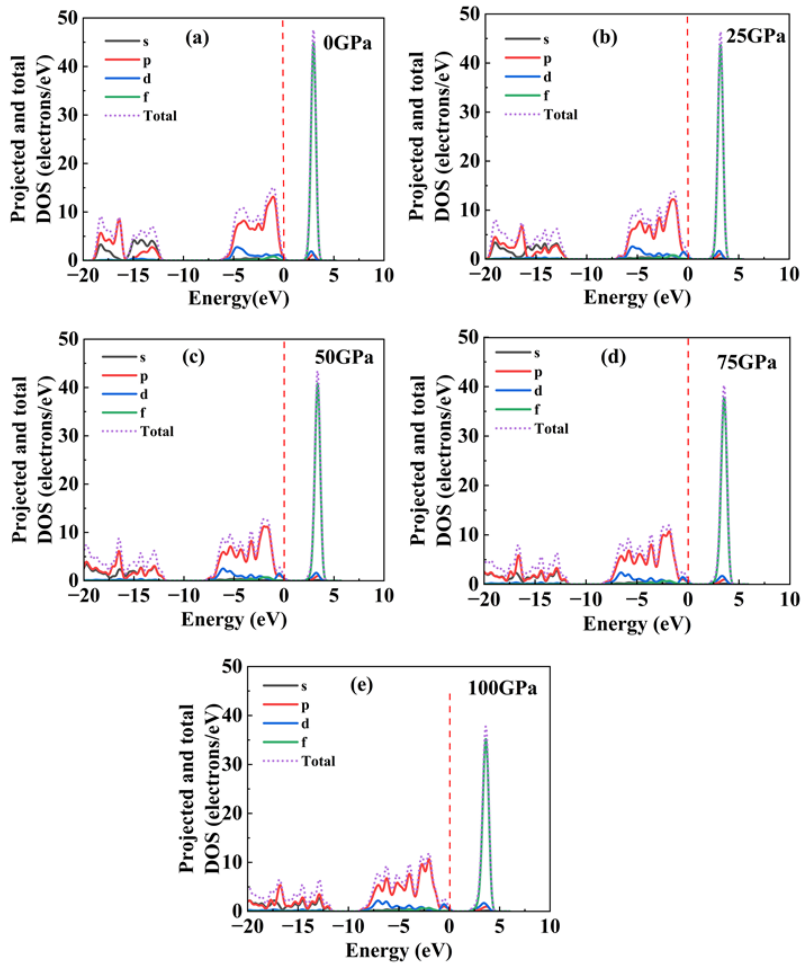 (a)
0GPa
s
p
d
f
Total
Projected and total
DOS (electrons/eV)
50
40
30
20
10
0
−20 −15 −10 −5 0 5 10
Energy(eV)
(b)
25GPa
s
p
d
f
Total
Projected and total
DOS (electrons/eV)
50
40
30
20
10
0
−20 −15 −10 −5 0 5 10
Energy (eV)
(c)
50GPa
s
p
d
f
Total
Projected and total
DOS (electrons/eV)
50
40
30
20
10
0
−20 −15 −10 −5 0 5 10
Energy (eV)
(d)
75GPa
s
p
d
f
Total
Projected and total
DOS (electrons/eV)
50
40
30
20
10
0
−20 −15 −10 −5 0 5 10
Energy (eV)
(e)
100GPa
s
p
d
f
Total
Projected and total
DOS (electrons/eV)
50
40
30
20
10
0
−20 −15 −10 −5 0 5 10
Energy (eV)